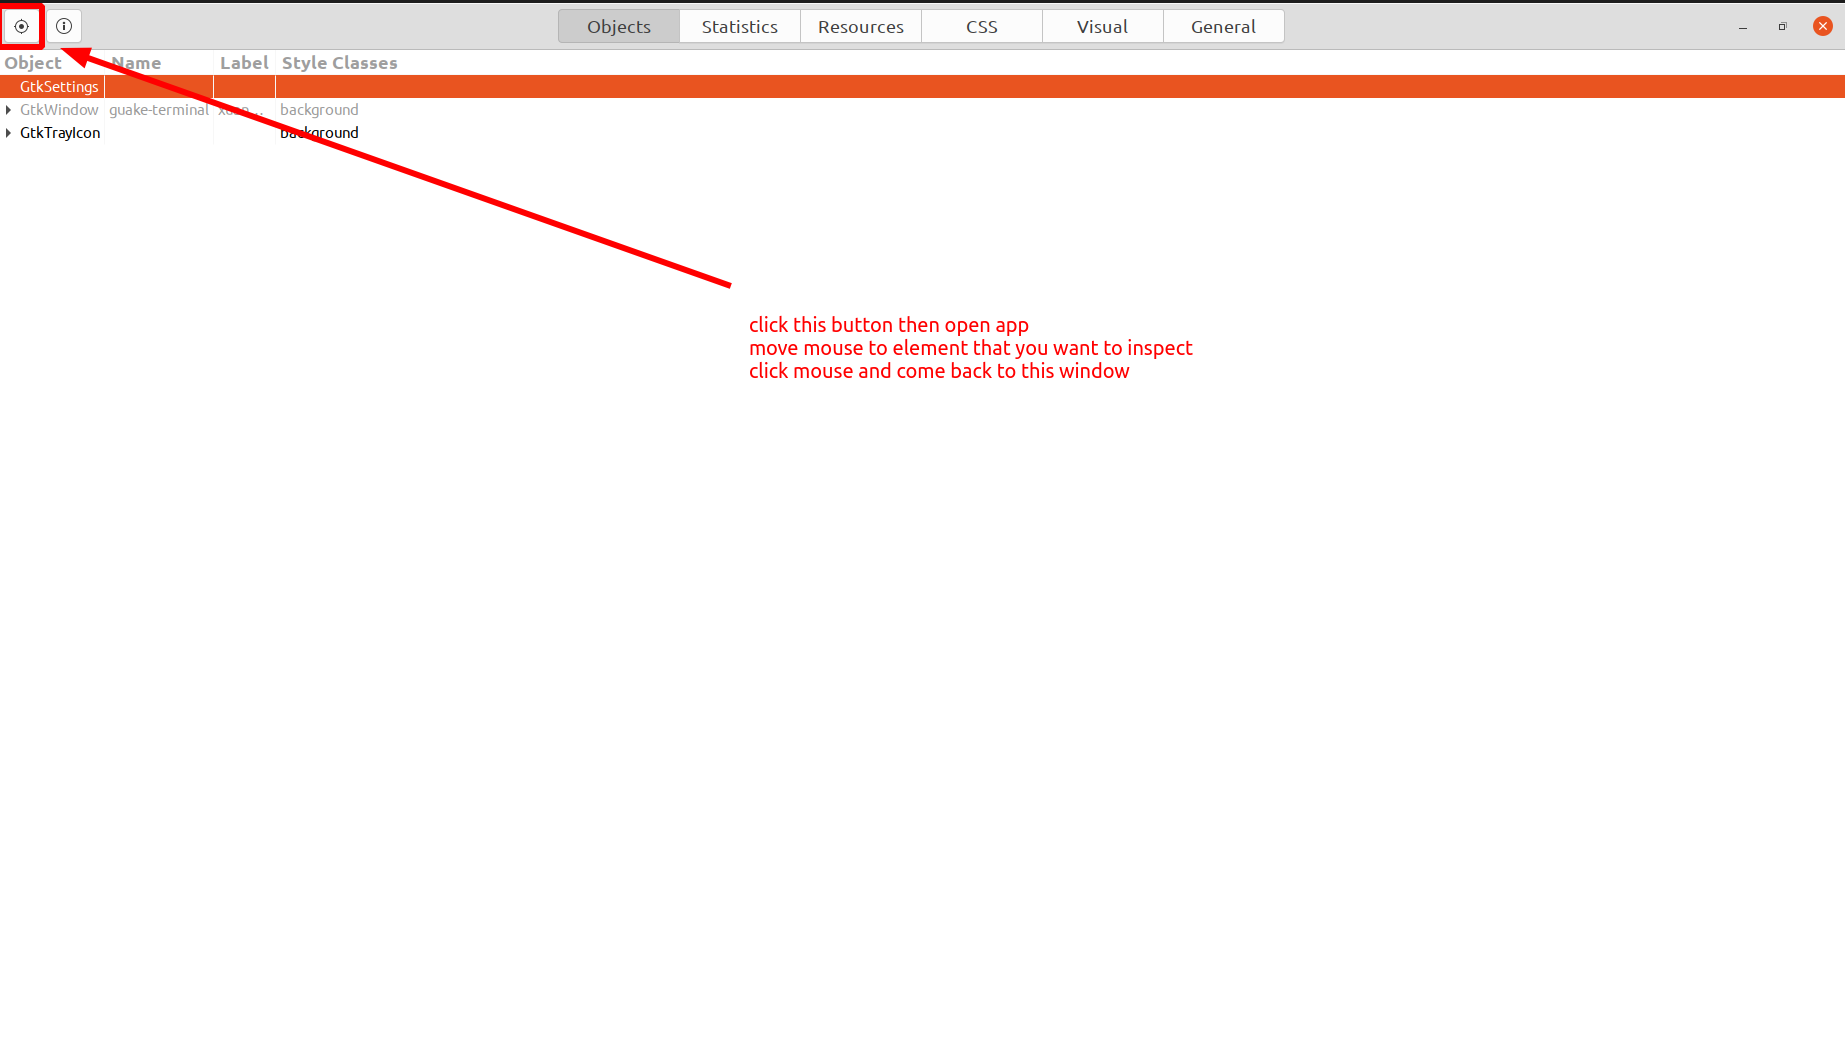 Objects Statistics Resources CSS Visual General
Object Name Label Style Classes
GtkSettings
GtkWindow guake-terminal background
GtkTrayIcon background
click this button then open app
move mouse to element that you want to inspect
click mouse and come back to this window